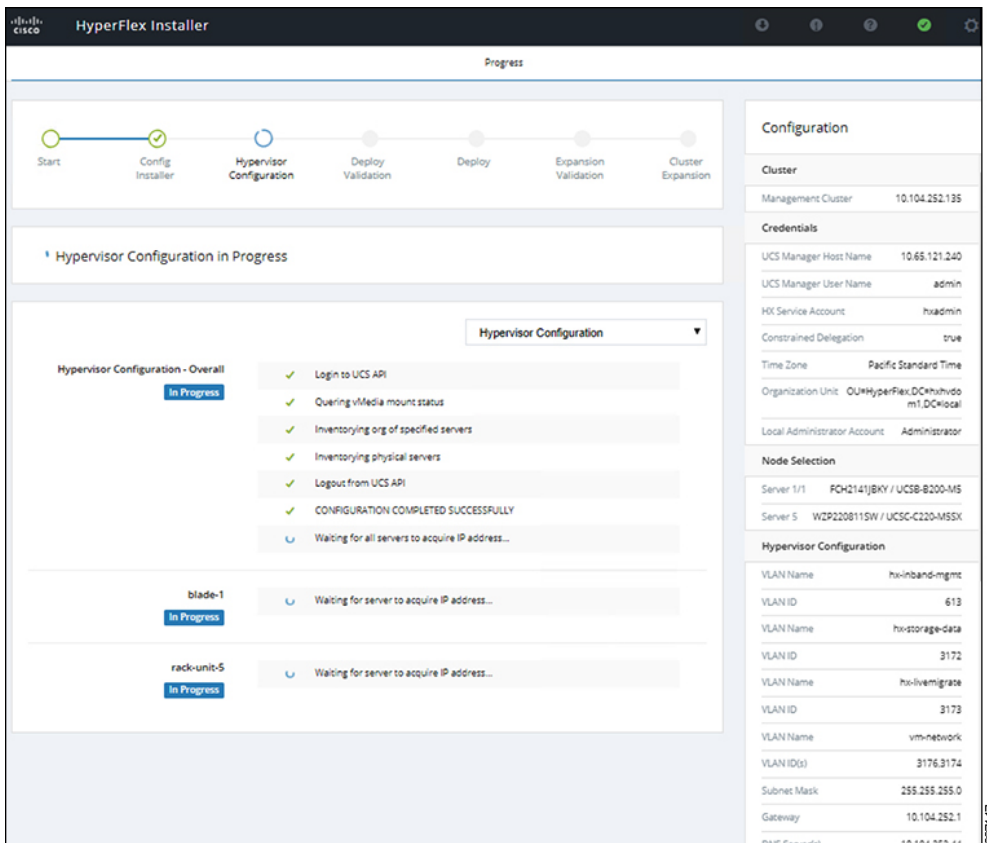 cisco
HyperFlex Installer
Progress
Start
Config Installer
Hypervisor Configuration
Deploy Validation
Deploy
Expansion Validation
Cluster Expansion
Hypervisor Configuration in Progress
Hypervisor Configuration
Hypervisor Configuration - Overall
In Progress
Login to UCS API
Quering vMedia mount status
Inventorying org of specified servers
Inventorying physical servers
Logout from UCS API
CONFIGURATION COMPLETED SUCCESSFULLY
Waiting for all servers to acquire IP address...
blade-1
In Progress
Waiting for server to acquire IP address...
rack-unit-5
In Progress
Waiting for server to acquire IP address...
Configuration
Cluster
Management Cluster 10.104.252.135
Credentials
UCS Manager Host Name 10.65.121.240
UCS Manager User Name admin
HX Service Account hxadmin
Constrained Delegation true
Time Zone Pacific Standard Time
Organization Unit OU=HyperFlex,DC=hxhvdo
m1,DC=local
Local Administrator Account Administrator
Node Selection
Server 1/1 FCH2141JBKY / UCSB-B200-M5
Server 5 WZP220811SW / UCSC-C220-M5SX
Hypervisor Configuration
VLAN Name hx-inband-mgmt
VLAN ID 613
VLAN Name hx-storage-data
VLAN ID 3172
VLAN Name hx-livemigrate
VLAN ID 3173
VLAN Name vm-network
VLAN ID(s) 3176,3174
Subnet Mask 255.255.255.0
Gateway 10.104.252.1